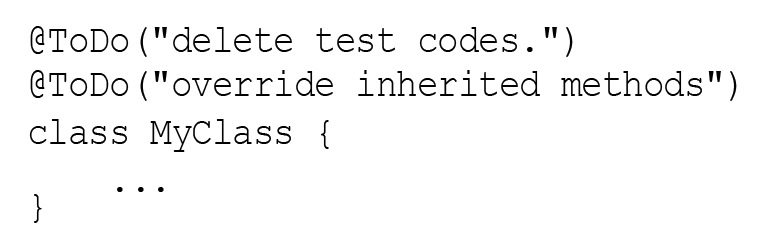 @ToDo("delete test codes.")
@ToDo("override inherited methods")
class MyClass {
    ...
}